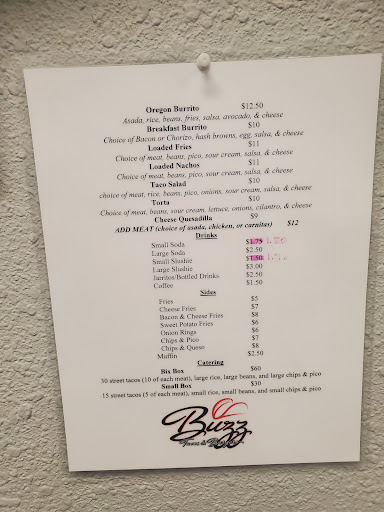 Oregon Burrito $12.50
Asada, rice, beans, fries, salsa, avocado, & cheese
Breakfast Burrito $10
Choice of Bacon or Chorizo, hash browns, egg, salsa, & cheese
Loaded Fries $11
Choice of meat, beans, pico, sour cream, salsa, & cheese
Loaded Nachos $11
Choice of meat, beans, pico, sour cream, salsa, & cheese
Taco Salad $10
choice of meat, rice, beans, pico, onions, sour cream, salsa, & cheese
Torta $10
Choice of meat, beans, sour cream, lettuce, onions, cilantro, & cheese
Cheese Quesadilla $9
ADD MEAT (choice of asada, chicken, or carnitas) $12
Drinks
Small Soda $1.75
Large Soda $2.50
Small Slushie $1.50
Large Slushie $3.00
Jarritos/Bottled Drinks $2.50
Coffee $1.50
Sides
Fries $5
Cheese Fries $7
Bacon & Cheese Fries $8
Sweet Potato Fries $6
Onion Rings $6
Chips & Pico $7
Chips & Queso $8
Muffin $2.50
Catering
Bix Box $60
30 street tacos (10 of each meat), large rice, large beans, and large chips & pico
Small Box $30
15 street tacos (5 of each meat), small rice, small beans, and small chips & pico
Buzz